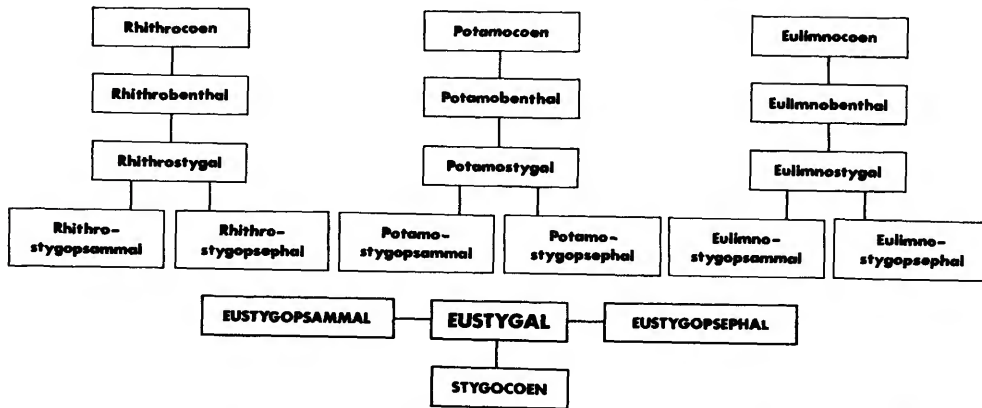 Rhithrocoen
Potamocoen
Eulimnocoen
Rhithrobenthal
Potamobenthal
Eulimnobenthal
Rhithrostygal
Potamostygal
Eulimnostygal
Rhithro-
stygopsammal
Rhithro-
stygopsephal
Potamo-
stygopsammal
Potamo-
stygopsephal
Eulimno-
stygopsammal
Eulimno-
stygopsephal
EUSTYGOPSAMMAL
EUSTYGAL
EUSTYGOPSEPHAL
STYGOCOEN